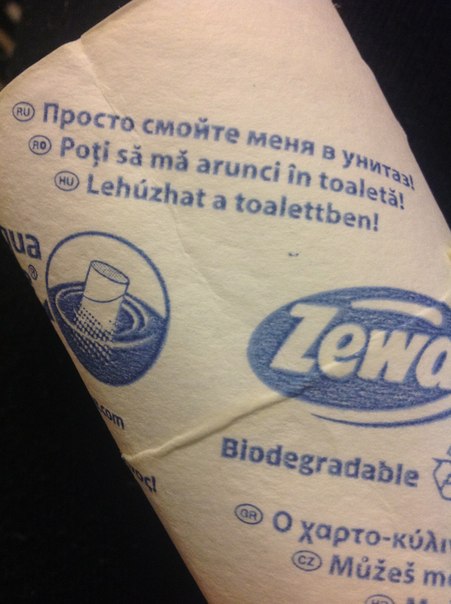 RU Просто смойте меня в унитаз!
RO Poți să mă arunci în toaletă!
HU Lehúzhat a toalettben!
®
Zewa
.com
Biodegradable
GR Ο χαρτο-κύλι
CZ Můžeš m